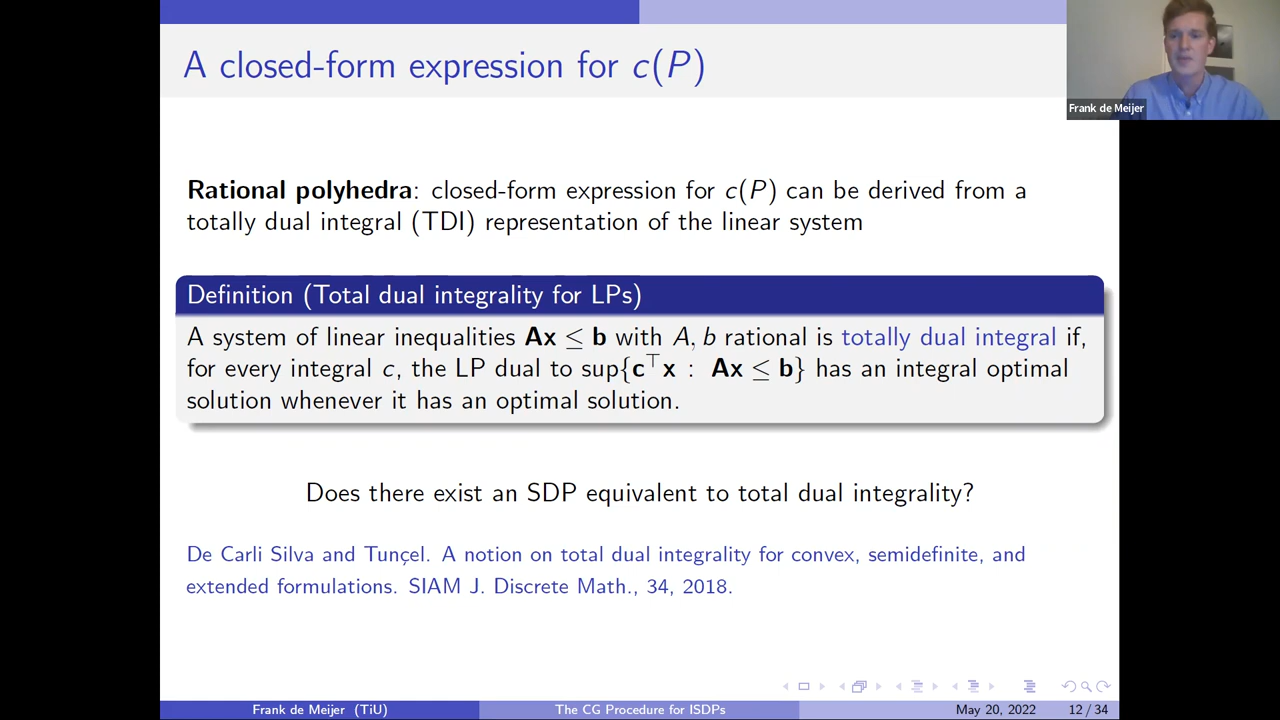 A closed-form expression for c(P)
Frank de Meijer
Rational polyhedra: closed-form expression for c(P) can be derived from a
totally dual integral (TDI) representation of the linear system
Definition (Total dual integrality for LPs)
A system of linear inequalities Ax ≤ b with A, b rational is totally dual integral if,
for every integral c, the LP dual to sup{c⊤x : Ax ≤ b} has an integral optimal
solution whenever it has an optimal solution.
Does there exist an SDP equivalent to total dual integrality?
De Carli Silva and Tunçel. A notion on total dual integrality for convex, semidefinite, and
extended formulations. SIAM J. Discrete Math., 34, 2018.
Frank de Meijer (TiU) The CG Procedure for ISDPs May 20, 2022 12 / 34